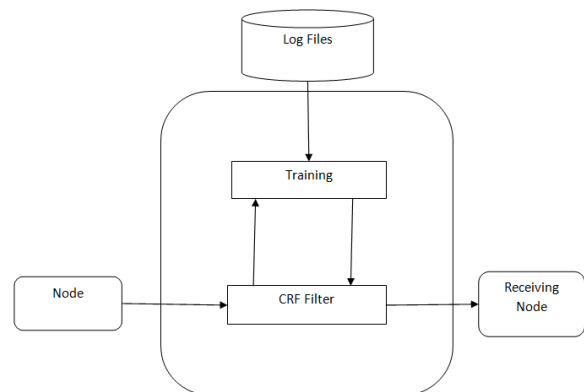 Log Files
Training
Node
CRF Filter
Receiving
Node